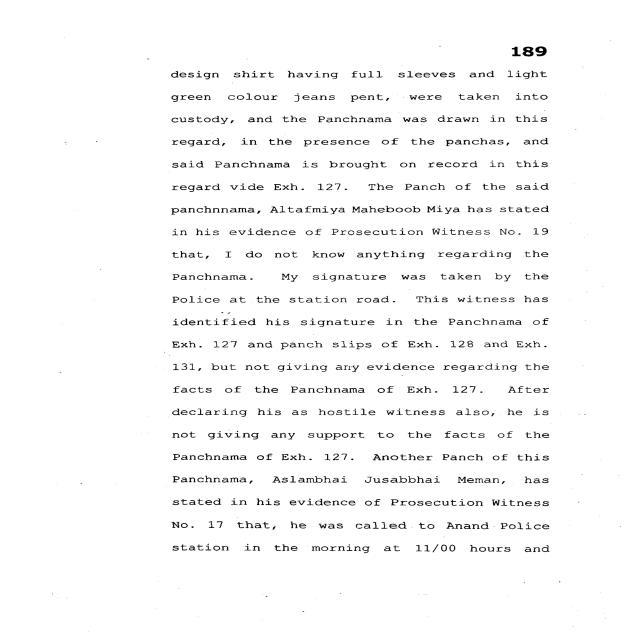 189
design shirt having full sleeves and light
green colour jeans pent, were taken into
custody, and the Panchnama was drawn in this
regard, in the presence of the panchas, and
said Panchnama is brought on record in this
regard vide Exh. 127. The Panch of the said
panchnnama, Altafmiya Maheboob Miya has stated
in his evidence of Prosecution Witness No. 19
that, I do not know anything regarding the
Panchnama. My signature was taken by the
Police at the station road. This witness has
identified his signature in the Panchnama of
Exh. 127 and panch slips of Exh. 128 and Exh.
131, but not giving any evidence regarding the
facts of the Panchnama of Exh. 127. After
declaring his as hostile witness also, he is
not giving any support to the facts of the
Panchnama of Exh. 127. Another Panch of this
Panchnama, Aslambhai Jusabbhai Meman, has
stated in his evidence of Prosecution Witness
No. 17 that, he was called to Anand Police
station in the morning at 11/00 hours and